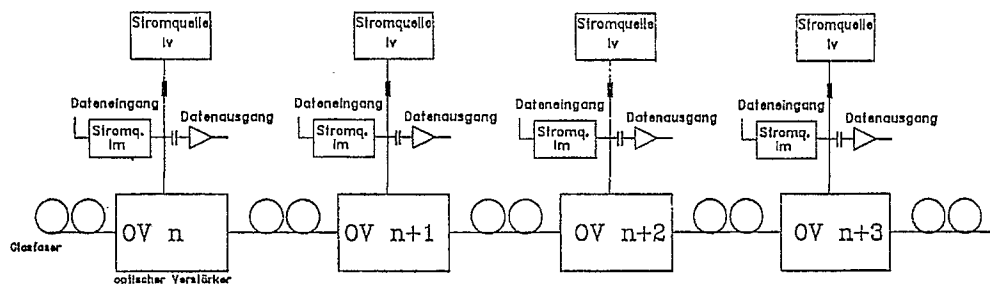 Stromquelle
Iv
Stromquelle
Iv
Stromquelle
Iv
Stromquelle
Iv
Dateneingang
Datenausgang
Stromq.
Im
Dateneingang
Datenausgang
Stromq.
Im
Dateneingang
Datenausgang
Stromq.
Im
Dateneingang
Datenausgang
Stromq.
Im
OV n
OV n+1
OV n+2
OV n+3
Glasfaser
optischer Verstärker